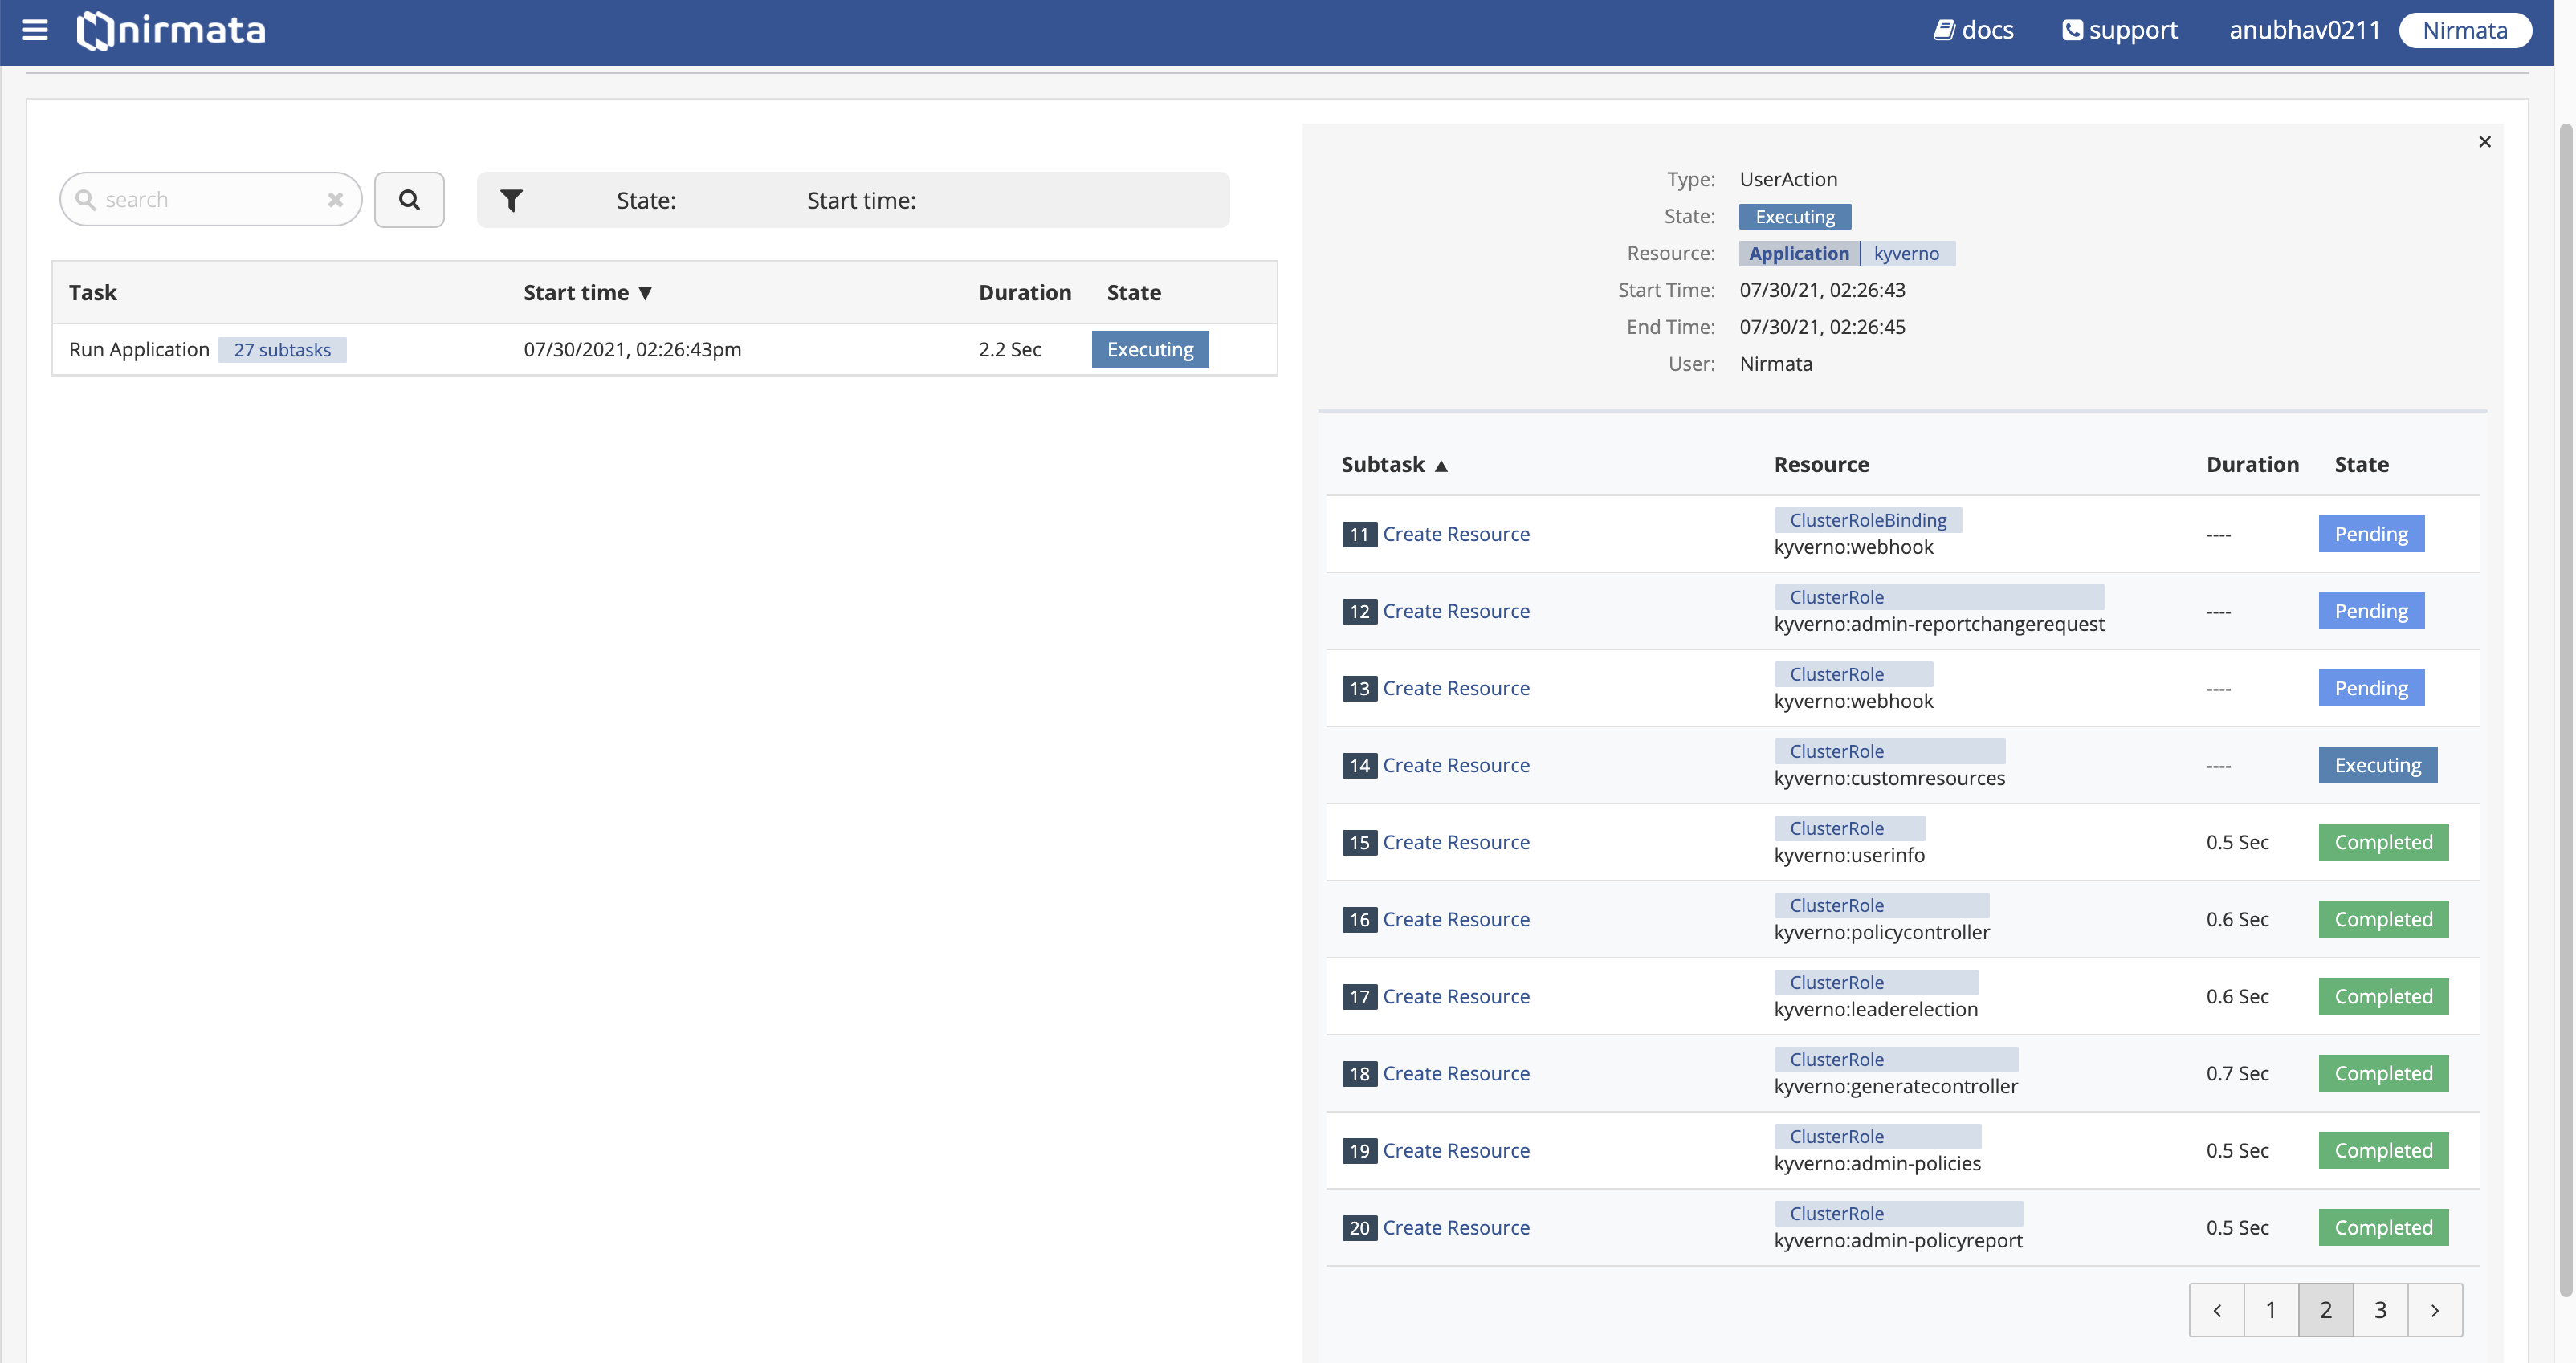 nirmata
docs support anubhav0211 Nirmata
search
State: Start time:
Task Start time ▼ Duration State
Run Application 27 subtasks 07/30/2021, 02:26:43pm 2.2 Sec Executing
Type: UserAction
State: Executing
Resource: Application kyverno
Start Time: 07/30/21, 02:26:43
End Time: 07/30/21, 02:26:45
User: Nirmata
Subtask ▲ Resource Duration State
11 Create Resource ClusterRoleBinding ---- Pending
kyverno:webhook
12 Create Resource ClusterRole ---- Pending
kyverno:admin-reportchangerequest
13 Create Resource ClusterRole ---- Pending
kyverno:webhook
14 Create Resource ClusterRole ---- Executing
kyverno:customresources
15 Create Resource ClusterRole 0.5 Sec Completed
kyverno:userinfo
16 Create Resource ClusterRole 0.6 Sec Completed
kyverno:policycontroller
17 Create Resource ClusterRole 0.6 Sec Completed
kyverno:leaderelection
18 Create Resource ClusterRole 0.7 Sec Completed
kyverno:generatecontroller
19 Create Resource ClusterRole 0.5 Sec Completed
kyverno:admin-policies
20 Create Resource ClusterRole 0.5 Sec Completed
kyverno:admin-policyreport
‹ 1 2 3 ›